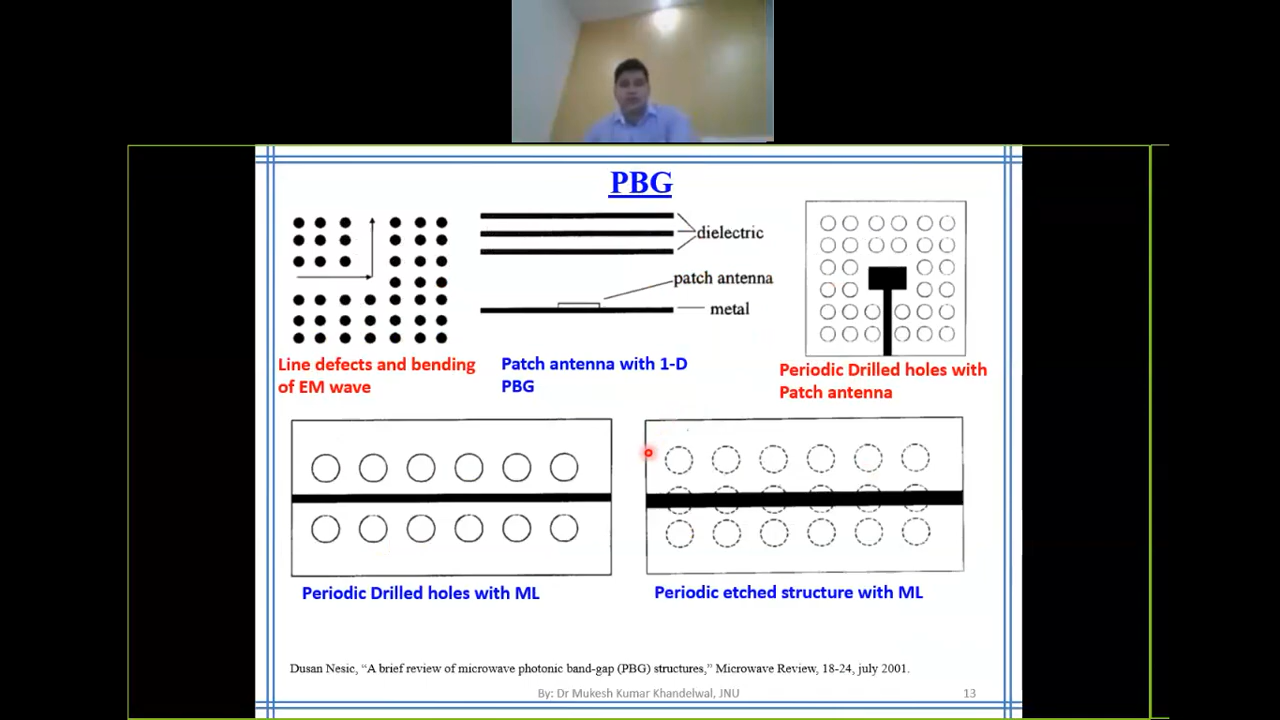 PBG
dielectric
patch antenna
metal
Line defects and bending
of EM wave
Patch antenna with 1-D
PBG
Periodic Drilled holes with
Patch antenna
Periodic Drilled holes with ML
Periodic etched structure with ML
Dusan Nesic, “A brief review of microwave photonic band-gap (PBG) structures,” Microwave Review, 18-24, july 2001.
By: Dr Mukesh Kumar Khandelwal, JNU
13